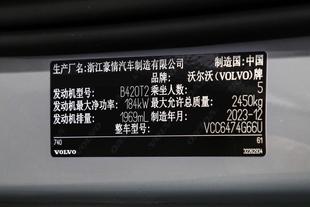 生产厂名:浙江豪情汽车制造有限公司 制造国:中国
品牌:沃尔沃(VOLVO)牌
发动机型号: B420T2 乘坐人数: 5
发动机最大净功率: 184kW 最大允许总质量: 2450kg
发动机排量: 1969mL 制造年月: 2023-12
整车型号: VCC6474G66U
740 61
VOLVO 32262934